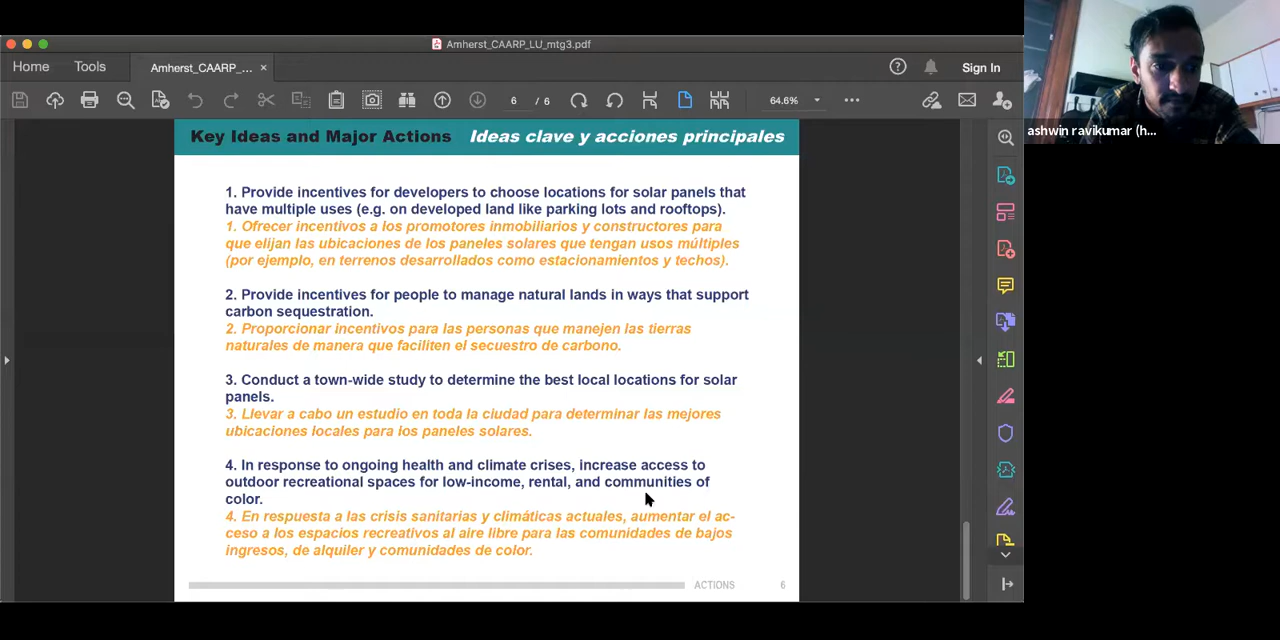 Amherst_CAARP_LU_mtg3.pdf
Home Tools Amherst_CAARP_... × Sign In
6 / 6 64.6%
ashwin ravikumar (h...
Key Ideas and Major Actions Ideas clave y acciones principales
1. Provide incentives for developers to choose locations for solar panels that
have multiple uses (e.g. on developed land like parking lots and rooftops).
1. Ofrecer incentivos a los promotores inmobiliarios y constructores para
que elijan las ubicaciones de los paneles solares que tengan usos múltiples
(por ejemplo, en terrenos desarrollados como estacionamientos y techos).
2. Provide incentives for people to manage natural lands in ways that support
carbon sequestration.
2. Proporcionar incentivos para las personas que manejen las tierras
naturales de manera que faciliten el secuestro de carbono.
3. Conduct a town-wide study to determine the best local locations for solar
panels.
3. Llevar a cabo un estudio en toda la ciudad para determinar las mejores
ubicaciones locales para los paneles solares.
4. In response to ongoing health and climate crises, increase access to
outdoor recreational spaces for low-income, rental, and communities of
color.
4. En respuesta a las crisis sanitarias y climáticas actuales, aumentar el ac-
ceso a los espacios recreativos al aire libre para las comunidades de bajos
ingresos, de alquiler y comunidades de color.
ACTIONS 6